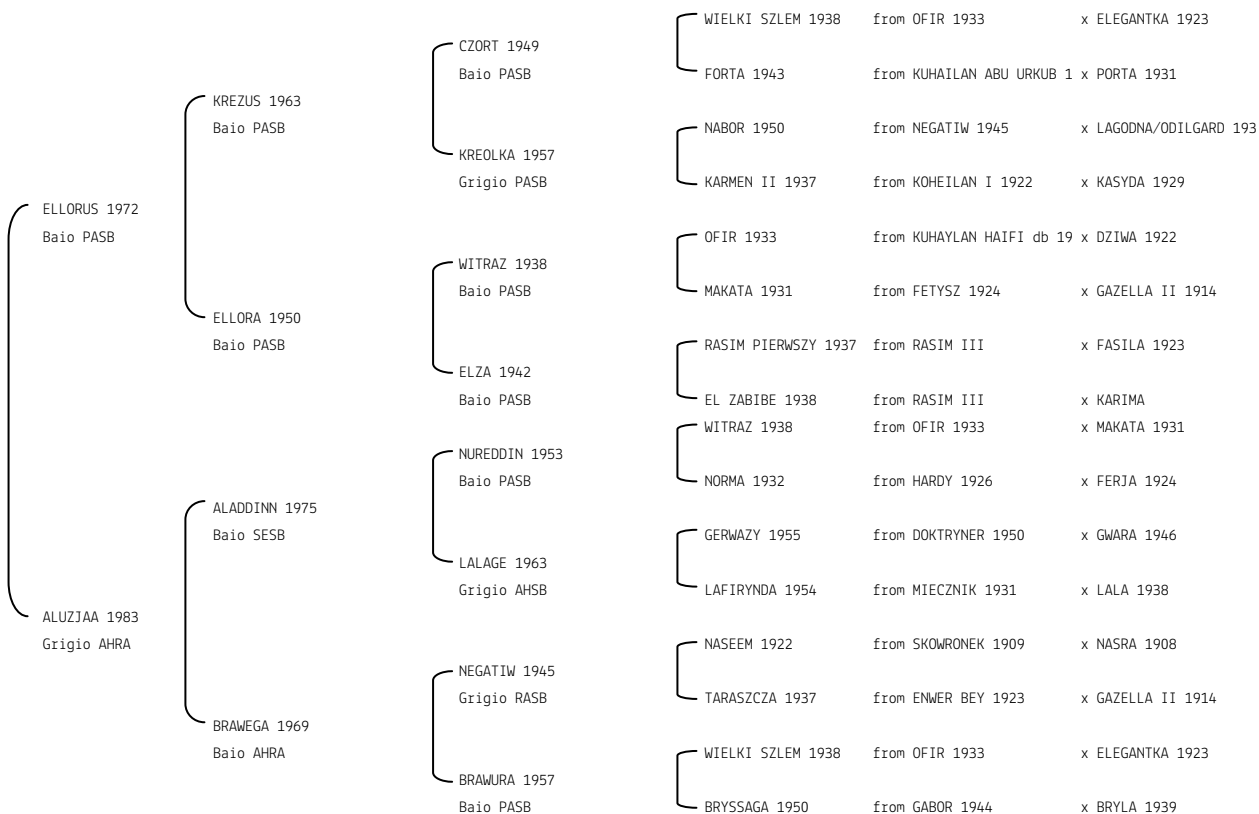 WIELKI SZLEM 1938 from OFIR 1933 x ELEGANTKA 1923
CZORT 1949
Baio PASB
FORTA 1943 from KUHAILAN ABU URKUB 1 x PORTA 1931
KREZUS 1963
Baio PASB
NABOR 1950 from NEGATIW 1945 x LAGODNA/ODILGARD 193
KREOLKA 1957
Grigio PASB
KARMEN II 1937 from KOHEILAN I 1922 x KASYDA 1929
ELLORUS 1972
Baio PASB
OFIR 1933 from KUHAYLAN HAIFI db 19 x DZIWA 1922
WITRAZ 1938
Baio PASB
MAKATA 1931 from FETYSZ 1924 x GAZELLA II 1914
ELLORA 1950
Baio PASB
RASIM PIERWSZY 1937 from RASIM III x FASILA 1923
ELZA 1942
Baio PASB
EL ZABIBE 1938 from RASIM III x KARIMA
WITRAZ 1938 from OFIR 1933 x MAKATA 1931
NUREDDIN 1953
Baio PASB
NORMA 1932 from HARDY 1926 x FERJA 1924
ALADDINN 1975
Baio SESB
GERWAZY 1955 from DOKTRYNER 1950 x GWARA 1946
LALAGE 1963
Grigio AHSB
LAFIRYNDA 1954 from MIECZNIK 1931 x LALA 1938
ALUZJAA 1983
Grigio AHRA
NASEEM 1922 from SKOWRONEK 1909 x NASRA 1908
NEGATIW 1945
Grigio RASB
TARASZCZA 1937 from ENWER BEY 1923 x GAZELLA II 1914
BRAWEGA 1969
Baio AHRA
WIELKI SZLEM 1938 from OFIR 1933 x ELEGANTKA 1923
BRAWURA 1957
Baio PASB
BRYSSAGA 1950 from GABOR 1944 x BRYLA 1939